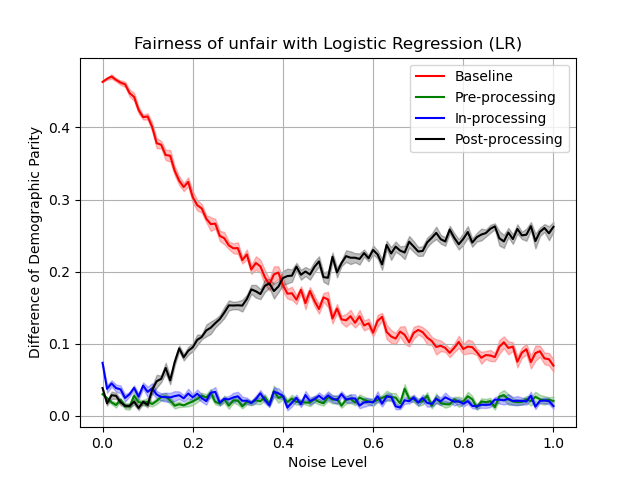 Fairness of unfair with Logistic Regression (LR)
Baseline
Pre-processing
In-processing
Post-processing
Difference of Demographic Parity
0.4
0.3
0.2
0.1
0.0
0.0 0.2 0.4 0.6 0.8 1.0
Noise Level